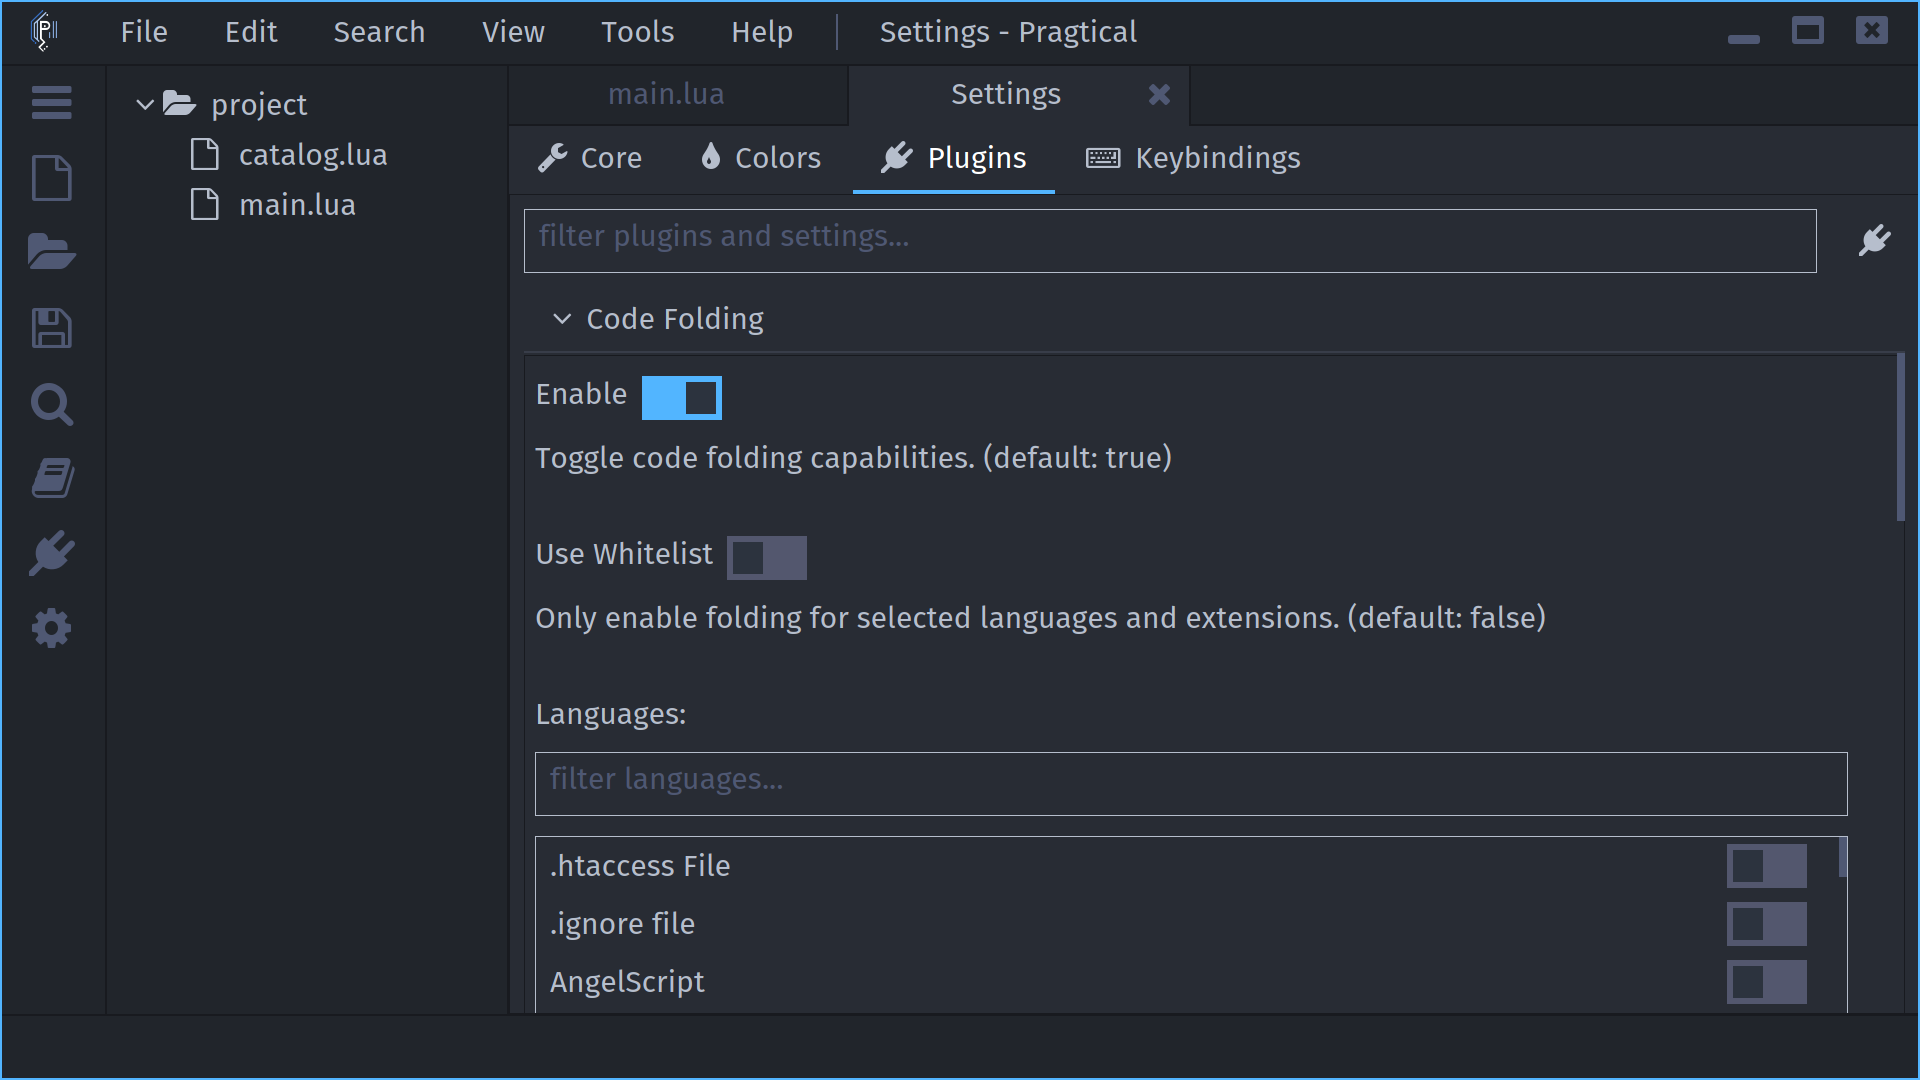 File Edit Search View Tools Help Settings - Pragtical
project
catalog.lua
main.lua
main.lua Settings
Core Colors Plugins Keybindings
filter plugins and settings...
Code Folding
Enable
Toggle code folding capabilities. (default: true)
Use Whitelist
Only enable folding for selected languages and extensions. (default: false)
Languages:
filter languages...
.htaccess File
.ignore file
AngelScript